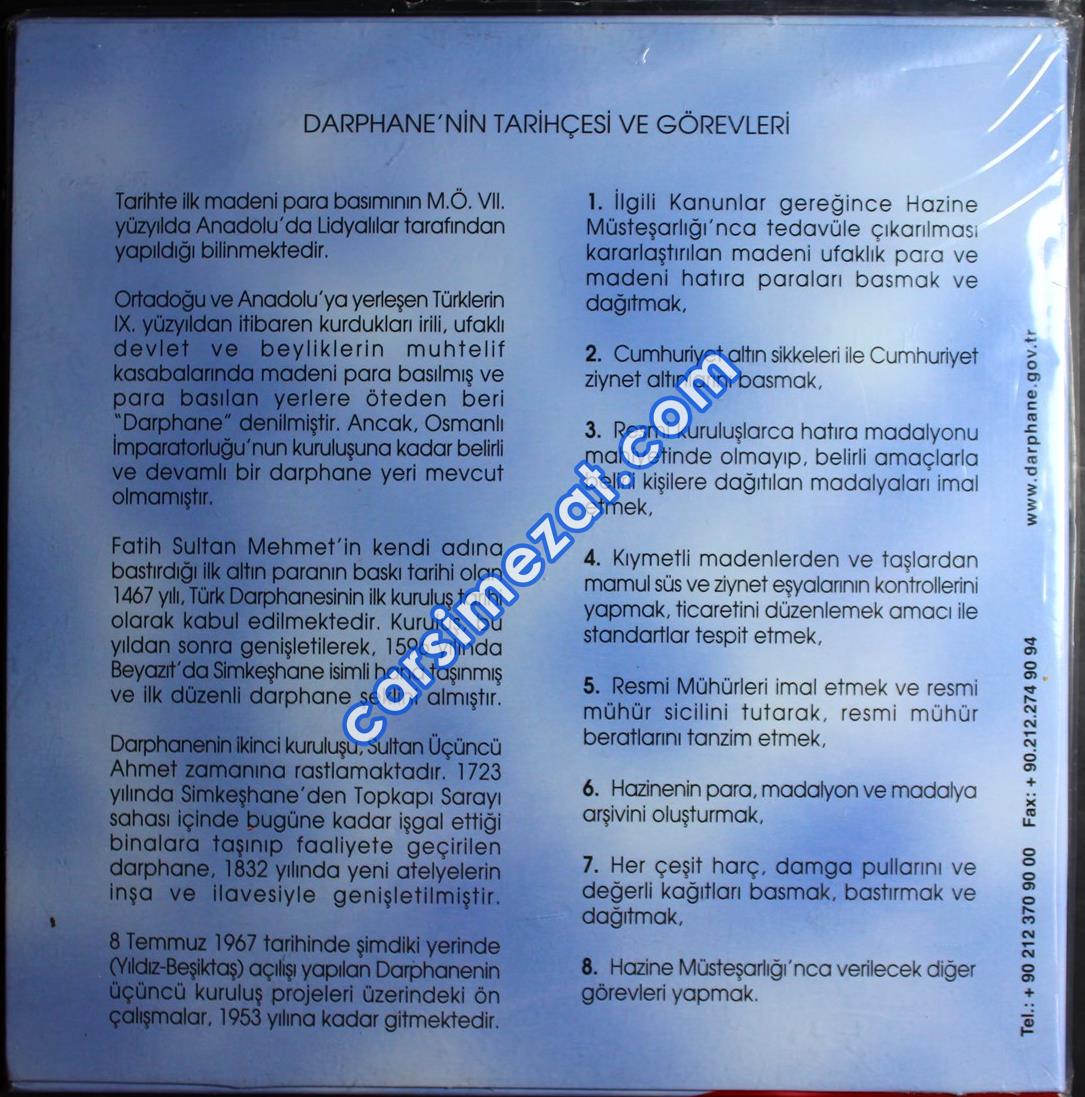 DARPHANE'NİN TARİHÇESİ VE GÖREVLERİ
Tarihte ilk madeni para basımının M.Ö. VII.
yüzyılda Anadolu'da Lidyalılar tarafından
yapıldığı bilinmektedir.
Ortadoğu ve Anadolu'ya yerleşen Türklerin
IX. yüzyıldan itibaren kurdukları irili, ufaklı
devlet ve beyliklerin muhtelif
kasabalarında madeni para basılmış ve
para basılan yerlere öteden beri
"Darphane" denilmiştir. Ancak, Osmanlı
İmparatorluğu'nun kuruluşuna kadar belirli
ve devamlı bir darphane yeri mevcut
olmamıştır.
Fatih Sultan Mehmet'in kendi adına
bastırdığı ilk altın paranın baskı tarihi olan
1467 yılı, Türk Darphanesinin ilk kuruluş tarihi
olarak kabul edilmektedir. Kuruluş bu
yıldan sonra genişletilerek, yılında
Beyazıt'da Simkeşhane isimli hana taşınmış
ve ilk düzenli darphane şeklini almıştır.
Darphanenin ikinci kuruluşu, Sultan Üçüncü
Ahmet zamanına rastlamaktadır. 1723
yılında Simkeşhane'den Topkapı Sarayı
sahası içinde bugüne kadar işgal ettiği
binalara taşınıp faaliyete geçirilen
darphane, 1832 yılında yeni atelyelerin
inşa ve ilavesiyle genişletilmiştir.
8 Temmuz 1967 tarihinde şimdiki yerinde
(Yıldız-Beşiktaş) açılışı yapılan Darphanenin
üçüncü kuruluş projeleri üzerindeki ön
çalışmalar, 1953 yılına kadar gitmektedir.
1. İlgili Kanunlar gereğince Hazine
Müsteşarlığı'nca tedavüle çıkarılması
kararlaştırılan madeni ufaklık para ve
madeni hatıra paraları basmak ve
dağıtmak,
2. Cumhuriyet altın sikkeleri ile Cumhuriyet
ziynet altınlarını basmak,
3. Resmi kuruluşlarca hatıra madalyonu
mahiyetinde olmayıp, belirli amaçlarla
belirli kişilere dağıtılan madalyaları imal
etmek,
4. Kıymetli madenlerden ve taşlardan
mamul süs ve ziynet eşyalarının kontrollerini
yapmak, ticaretini düzenlemek amacı ile
standartlar tespit etmek,
5. Resmi Mühürleri imal etmek ve resmi
mühür sicilini tutarak, resmi mühür
beratlarını tanzim etmek,
6. Hazinenin para, madalyon ve madalya
arşivini oluşturmak,
7. Her çeşit harç, damga pullarını ve
değerli kağıtları basmak, bastırmak ve
dağıtmak,
8. Hazine Müsteşarlığı'nca verilecek diğer
görevleri yapmak.
Tel.: + 90 212 370 90 00 Fax: + 90.212.274 90 94 www.darphane.gov.tr
carsimezat.com